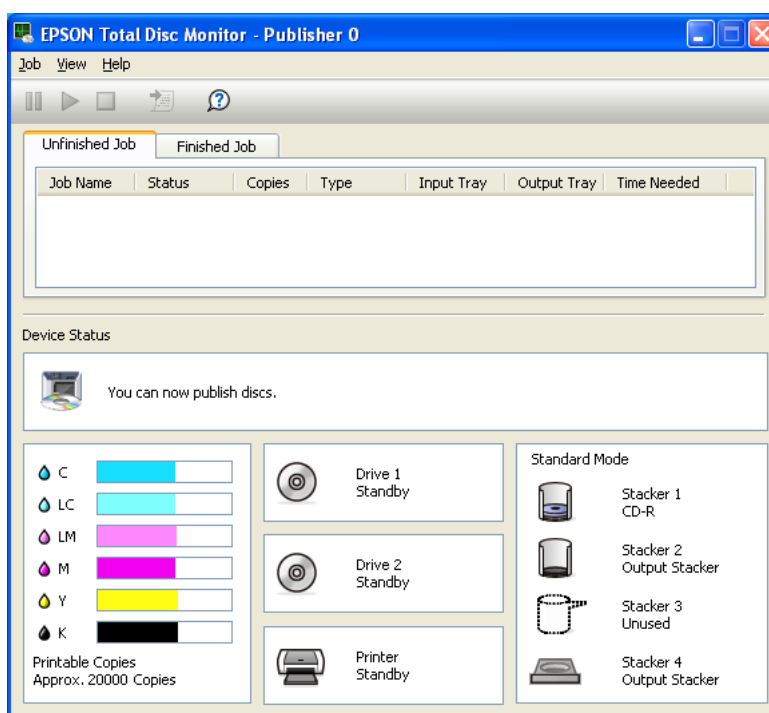 EPSON Total Disc Monitor - Publisher 0
Job View Help
Unfinished Job Finished Job
Job Name Status Copies Type Input Tray Output Tray Time Needed
Device Status
You can now publish discs.
C
LC
LM
M
Y
K
Printable Copies
Approx. 20000 Copies
Drive 1
Standby
Drive 2
Standby
Printer
Standby
Standard Mode
Stacker 1
CD-R
Stacker 2
Output Stacker
Stacker 3
Unused
Stacker 4
Output Stacker